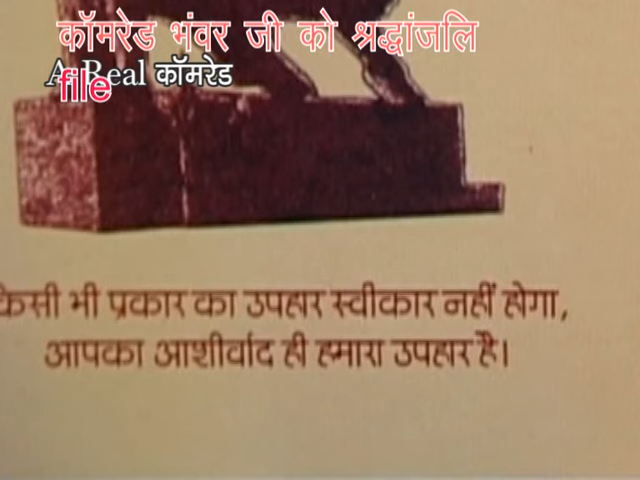 कॉमरेड भंवर जी को श्रद्धांजलि
A Real कॉमरेड
file
किसी भी प्रकार का उपहार स्वीकार नहीं होगा,
आपका आशीर्वाद ही हमारा उपहार है।